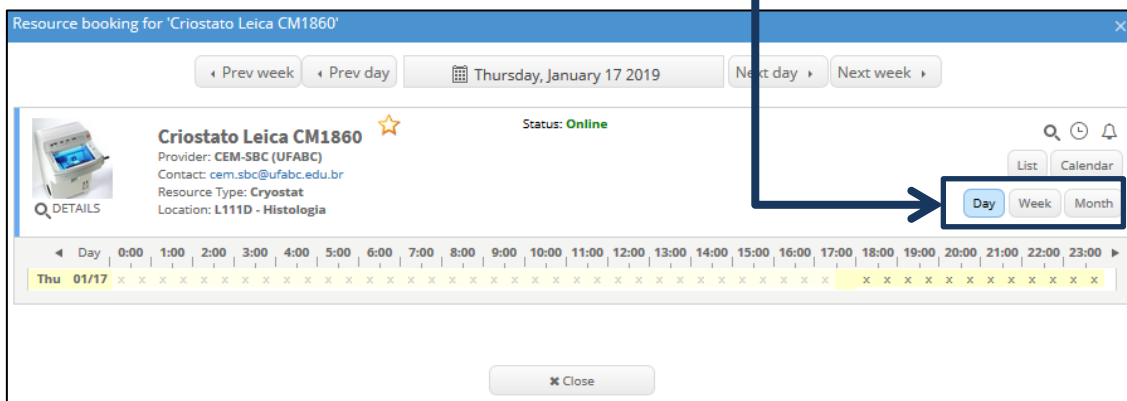 Resource booking for 'Criostato Leica CM1860' ×
Prev week Prev day Thursday, January 17 2019 Next day Next week
Criostato Leica CM1860 Status: Online
Provider: CEM-SBC (UFABC)
Contact: cem.sbc@ufabc.edu.br
List Calendar
Resource Type: Cryostat
DETAILS Location: L111D - Histologia Day Week Month
Day 0:00 1:00 2:00 3:00 4:00 5:00 6:00 7:00 8:00 9:00 10:00 11:00 12:00 13:00 14:00 15:00 16:00 17:00 18:00 19:00 20:00 21:00 22:00 23:00
Thu 01/17 x x x x x x x x x x x x x x x x x x x x x x x x x x x x x x x x x x x x x x x x x x x x x x x
✖ Close